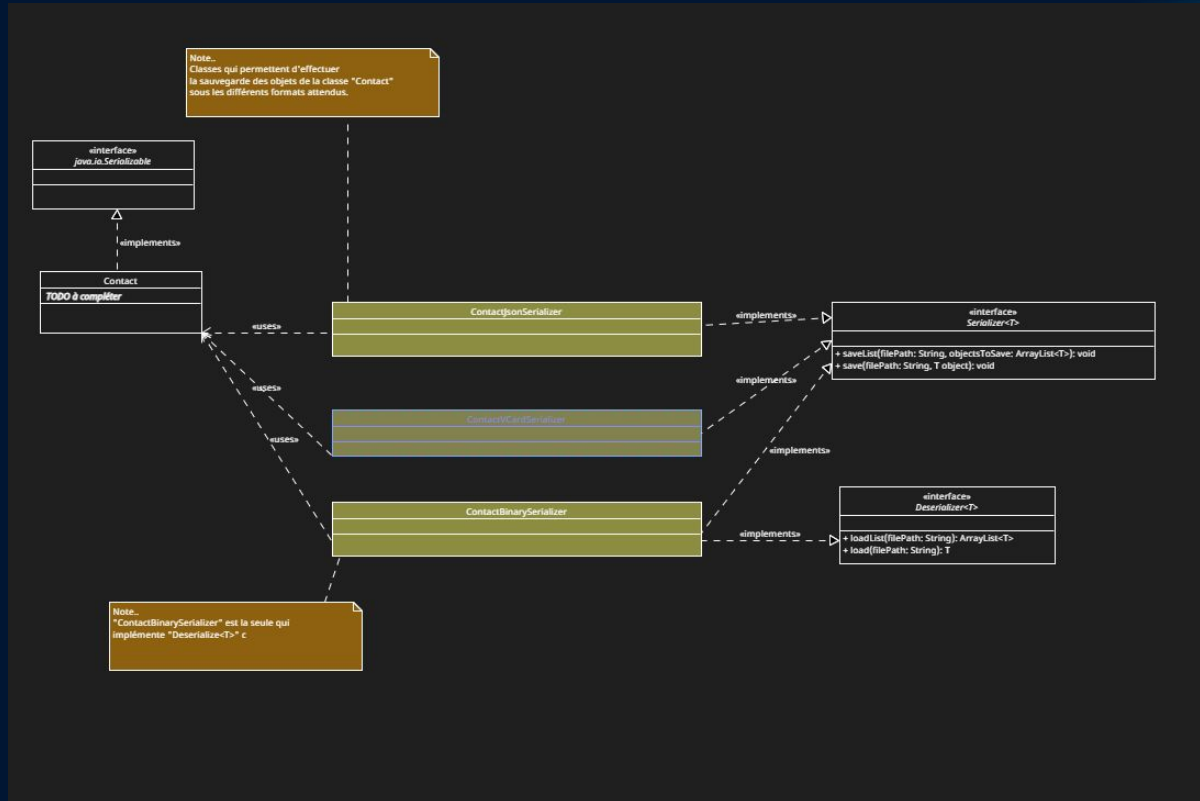 Note..
Classes qui permettent d'effectuer
la sauvegarde des objets de la classe "Contact"
sous les différents formats attendus.
«interface»
java.io.Serializable
«implements»
Contact
TODO à compléter
ContactJsonSerializer
«uses»
«implements»
«interface»
Serializer<T>
+ saveList(filePath: String, objectsToSave: ArrayList<T>): void
+ save(filePath: String, T object): void
«uses»
«implements»
ContactVCardSerializer
«uses»
«implements»
ContactBinarySerializer
«implements»
«interface»
Deserializer<T>
+ loadList(filePath: String): ArrayList<T>
+ load(filePath: String): T
Note..
"ContactBinarySerializer" est la seule qui
implémente "Deserialize<T>" c